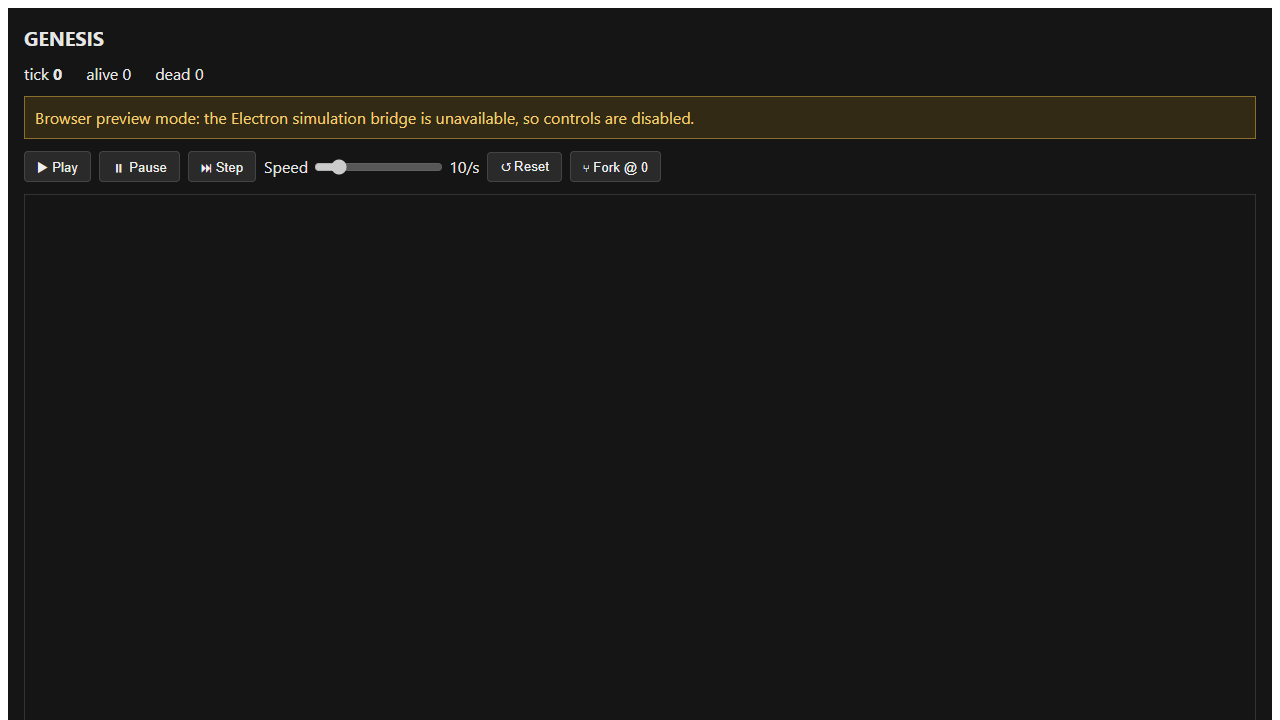 GENESIS
tick 0 alive 0 dead 0
Browser preview mode: the Electron simulation bridge is unavailable, so controls are disabled.
▶ Play ⏸ Pause ⏭ Step Speed 10/s ↺ Reset ⑂ Fork @ 0